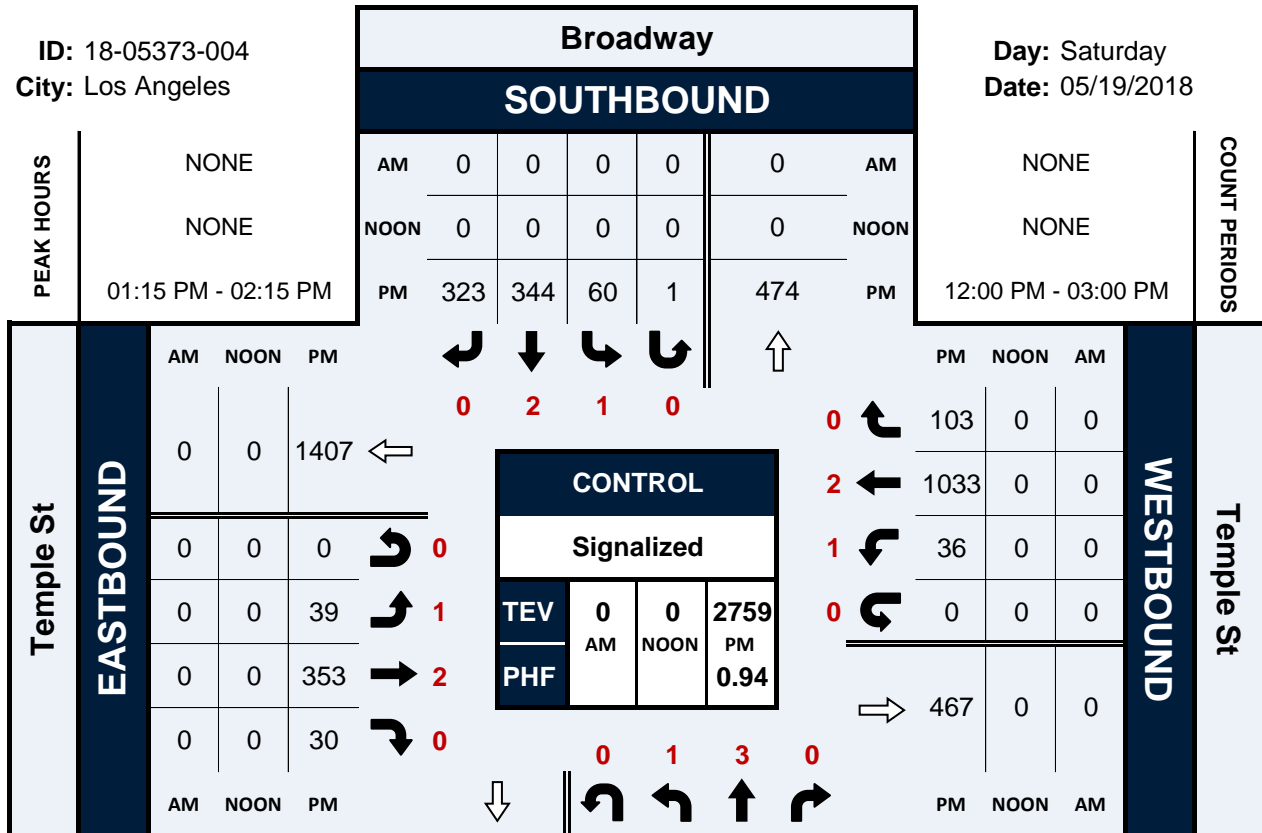 Broadway
ID: 18-05373-004
Day: Saturday
City: Los Angeles
Date: 05/19/2018
SOUTHBOUND
PEAK HOURS
NONE
AM 0 0 0 0 0 AM
NONE
COUNT PERIODS
NONE
NOON 0 0 0 0 0 NOON
NONE
01:15 PM - 02:15 PM
PM 323 344 60 1 474 PM
12:00 PM - 03:00 PM
AM NOON PM
PM NOON AM
0 2 1 0
0 103 0 0
0 0 1407
CONTROL
2 1033 0 0
Temple St
EASTBOUND
WESTBOUND
Temple St
0 0 0 0
Signalized
1 36 0 0
0 0 39 1
TEV 0 0 2759
0 0 0 0
AM NOON PM
0 0 353 2
PHF 0.94
467 0 0
0 0 30 0
0 1 3 0
AM NOON PM
PM NOON AM